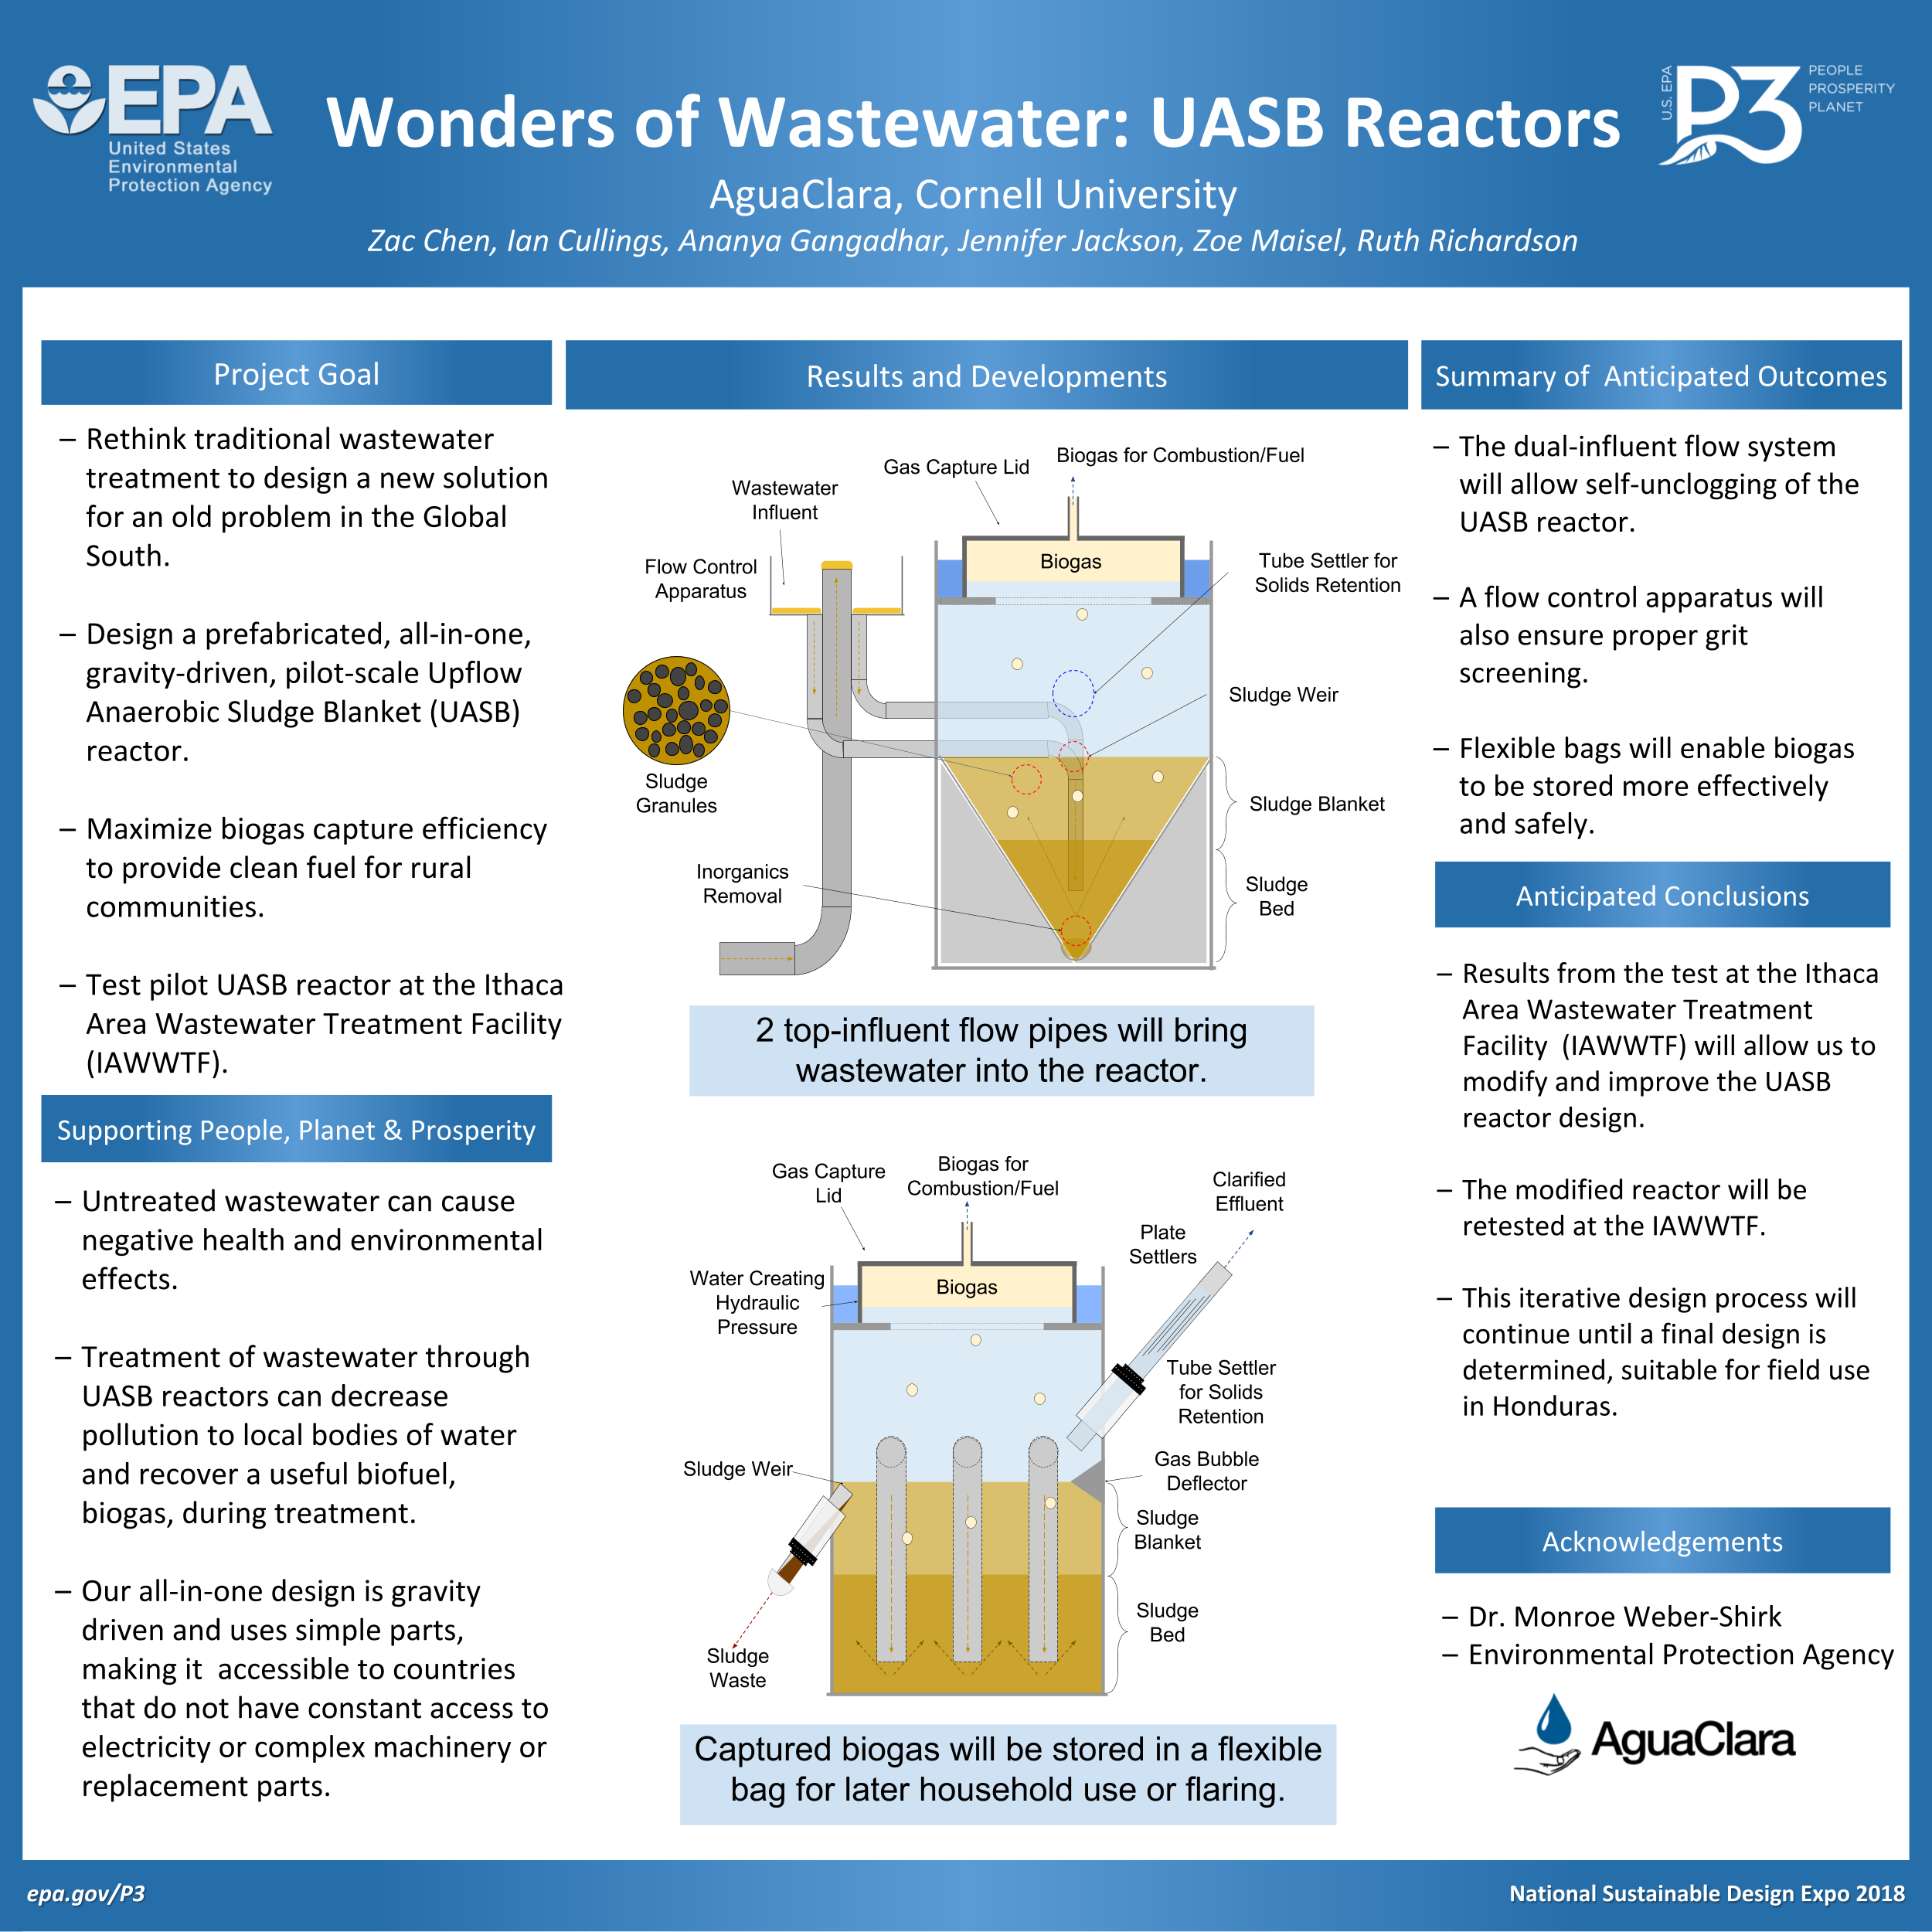 EPA
United States
Environmental
Protection Agency
Wonders of Wastewater: UASB Reactors
AguaClara, Cornell University
Zac Chen, Ian Cullings, Ananya Gangadhar, Jennifer Jackson, Zoe Maisel, Ruth Richardson
U.S. EPA
P3
PEOPLE
PROSPERITY
PLANET
Project Goal
– Rethink traditional wastewater
treatment to design a new solution
for an old problem in the Global
South.
– Design a prefabricated, all-in-one,
gravity-driven, pilot-scale Upflow
Anaerobic Sludge Blanket (UASB)
reactor.
– Maximize biogas capture efficiency
to provide clean fuel for rural
communities.
– Test pilot UASB reactor at the Ithaca
Area Wastewater Treatment Facility
(IAWWTF).
Supporting People, Planet & Prosperity
– Untreated wastewater can cause
negative health and environmental
effects.
– Treatment of wastewater through
UASB reactors can decrease
pollution to local bodies of water
and recover a useful biofuel,
biogas, during treatment.
– Our all-in-one design is gravity
driven and uses simple parts,
making it  accessible to countries
that do not have constant access to
electricity or complex machinery or
replacement parts.
Results and Developments
Biogas for Combustion/Fuel
Gas Capture Lid
Wastewater
Influent
Flow Control
Apparatus
Biogas
Tube Settler for
Solids Retention
Sludge Weir
Sludge
Granules
Sludge Blanket
Inorganics
Removal
Sludge
Bed
2 top-influent flow pipes will bring
wastewater into the reactor.
Gas Capture
Lid
Biogas for
Combustion/Fuel
Clarified
Effluent
Plate
Settlers
Water Creating
Hydraulic
Pressure
Biogas
Tube Settler
for Solids
Retention
Sludge Weir
Gas Bubble
Deflector
Sludge
Blanket
Sludge
Bed
Sludge
Waste
Captured biogas will be stored in a flexible
bag for later household use or flaring.
Summary of  Anticipated Outcomes
– The dual-influent flow system
will allow self-unclogging of the
UASB reactor.
– A flow control apparatus will
also ensure proper grit
screening.
– Flexible bags will enable biogas
to be stored more effectively
and safely.
Anticipated Conclusions
– Results from the test at the Ithaca
Area Wastewater Treatment
Facility  (IAWWTF) will allow us to
modify and improve the UASB
reactor design.
– The modified reactor will be
retested at the IAWWTF.
– This iterative design process will
continue until a final design is
determined, suitable for field use
in Honduras.
Acknowledgements
– Dr. Monroe Weber-Shirk
– Environmental Protection Agency
AguaClara
epa.gov/P3
National Sustainable Design Expo 2018